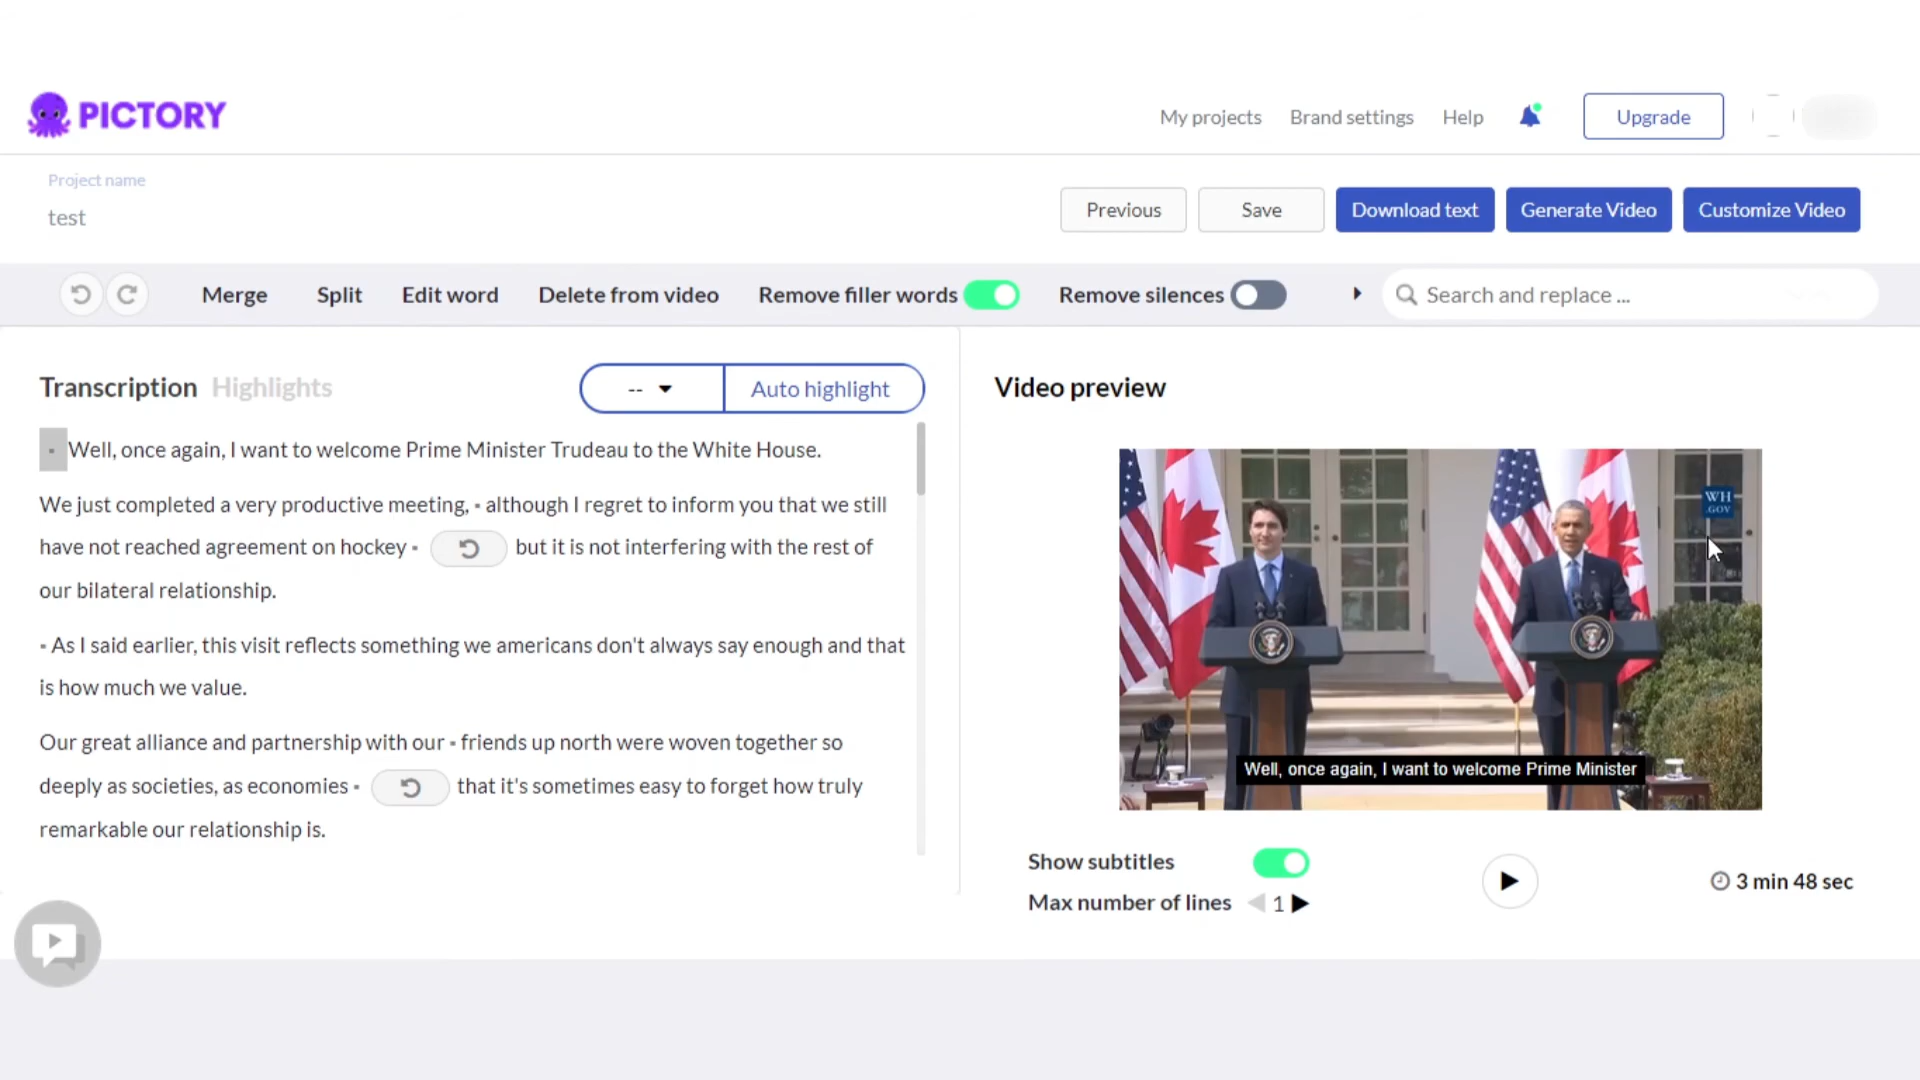 PICTORY
My projects Brand settings Help Upgrade
Project name
test
Previous Save Download text Generate Video Customize Video
Merge Split Edit word Delete from video Remove filler words Remove silences Search and replace ...
Transcription Highlights -- Auto highlight
Well, once again, I want to welcome Prime Minister Trudeau to the White House.
We just completed a very productive meeting, - although I regret to inform you that we still
have not reached agreement on hockey - but it is not interfering with the rest of
our bilateral relationship.
- As I said earlier, this visit reflects something we americans don't always say enough and that
is how much we value.
Our great alliance and partnership with our - friends up north were woven together so
deeply as societies, as economies - that it's sometimes easy to forget how truly
remarkable our relationship is.
Video preview
WH
.GOV
Well, once again, I want to welcome Prime Minister
Show subtitles
Max number of lines 1
3 min 48 sec